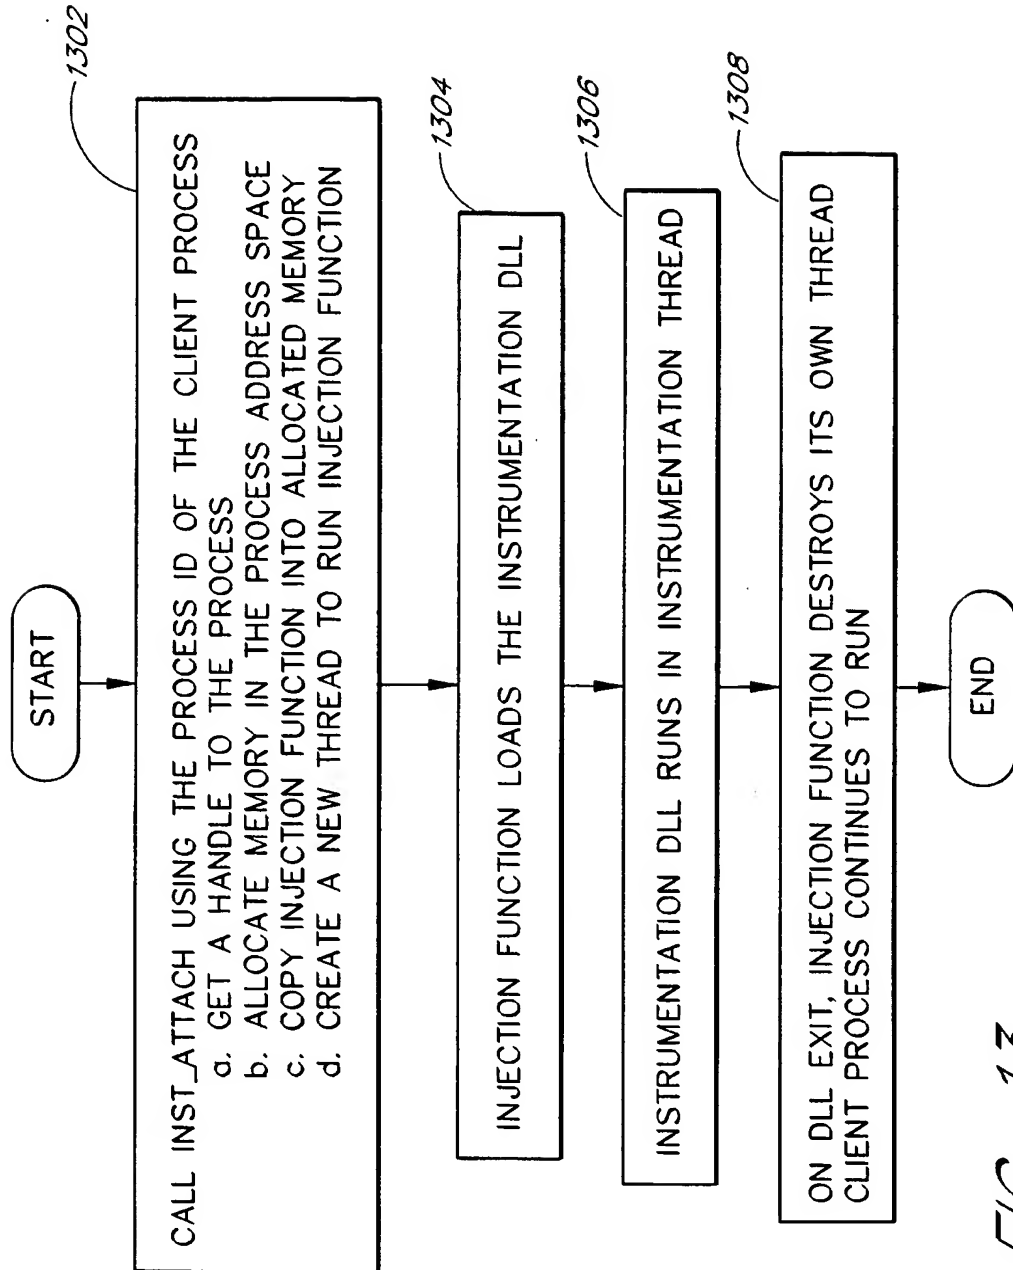 START
1302
CALL INST_ATTACH USING THE PROCESS ID OF THE CLIENT PROCESS
a. GET A HANDLE TO THE PROCESS
b. ALLOCATE MEMORY IN THE PROCESS ADDRESS SPACE
c. COPY INJECTION FUNCTION INTO ALLOCATED MEMORY
d. CREATE A NEW THREAD TO RUN INJECTION FUNCTION
1304
INJECTION FUNCTION LOADS THE INSTRUMENTATION DLL
1306
INSTRUMENTATION DLL RUNS IN INSTRUMENTATION THREAD
1308
ON DLL EXIT, INJECTION FUNCTION DESTROYS ITS OWN THREAD
CLIENT PROCESS CONTINUES TO RUN
END
FIG. 13